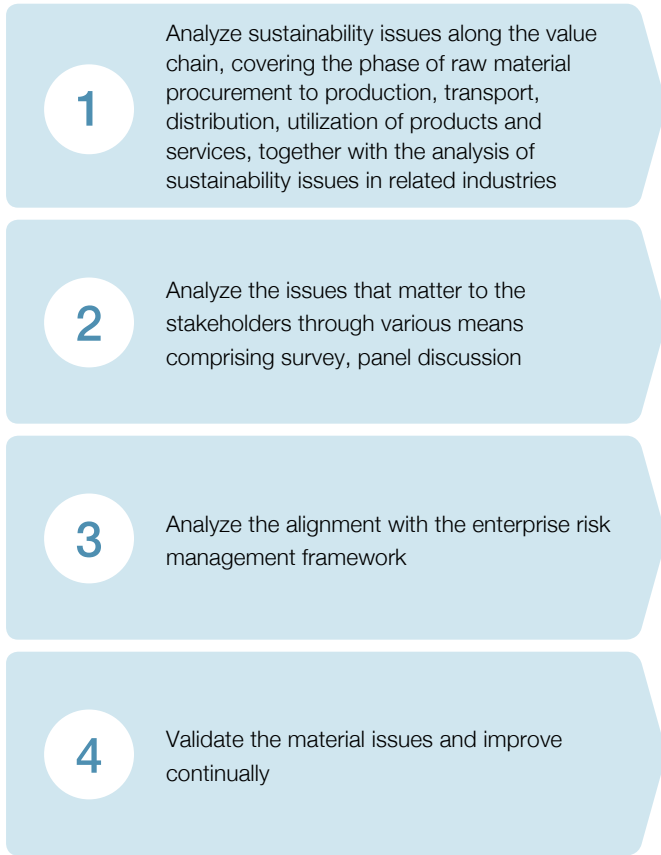 1
Analyze sustainability issues along the value
chain, covering the phase of raw material
procurement to production, transport,
distribution, utilization of products and
services, together with the analysis of
sustainability issues in related industries
2
Analyze the issues that matter to the
stakeholders through various means
comprising survey, panel discussion
3
Analyze the alignment with the enterprise risk
management framework
4
Validate the material issues and improve
continually